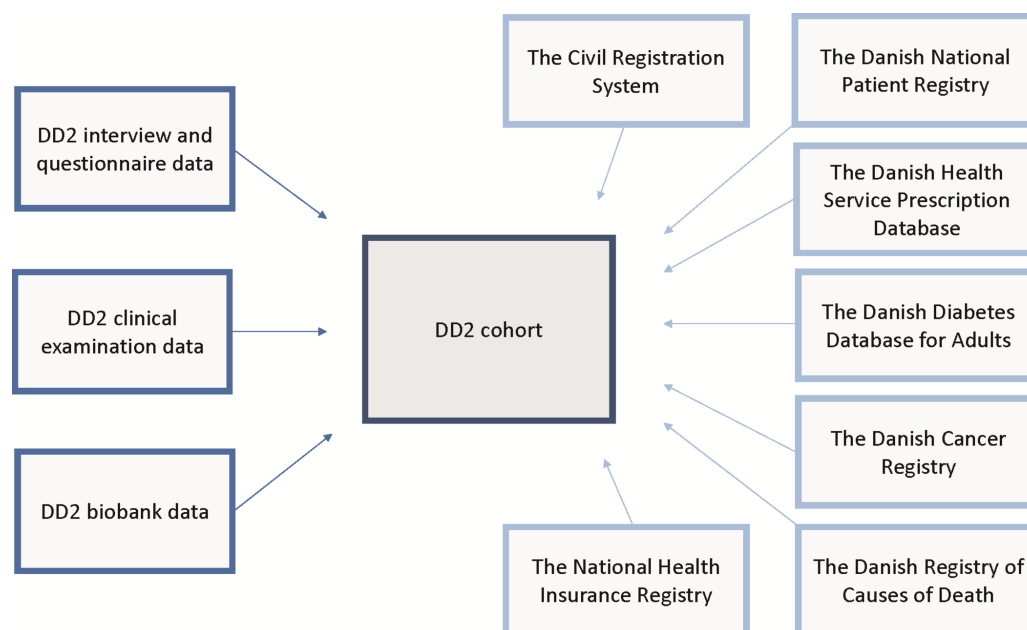 DD2 interview and
questionnaire data
DD2 clinical
examination data
DD2 biobank data
DD2 cohort
The Civil Registration
System
The National Health
Insurance Registry
The Danish National
Patient Registry
The Danish Health
Service Prescription
Database
The Danish Diabetes
Database for Adults
The Danish Cancer
Registry
The Danish Registry of
Causes of Death